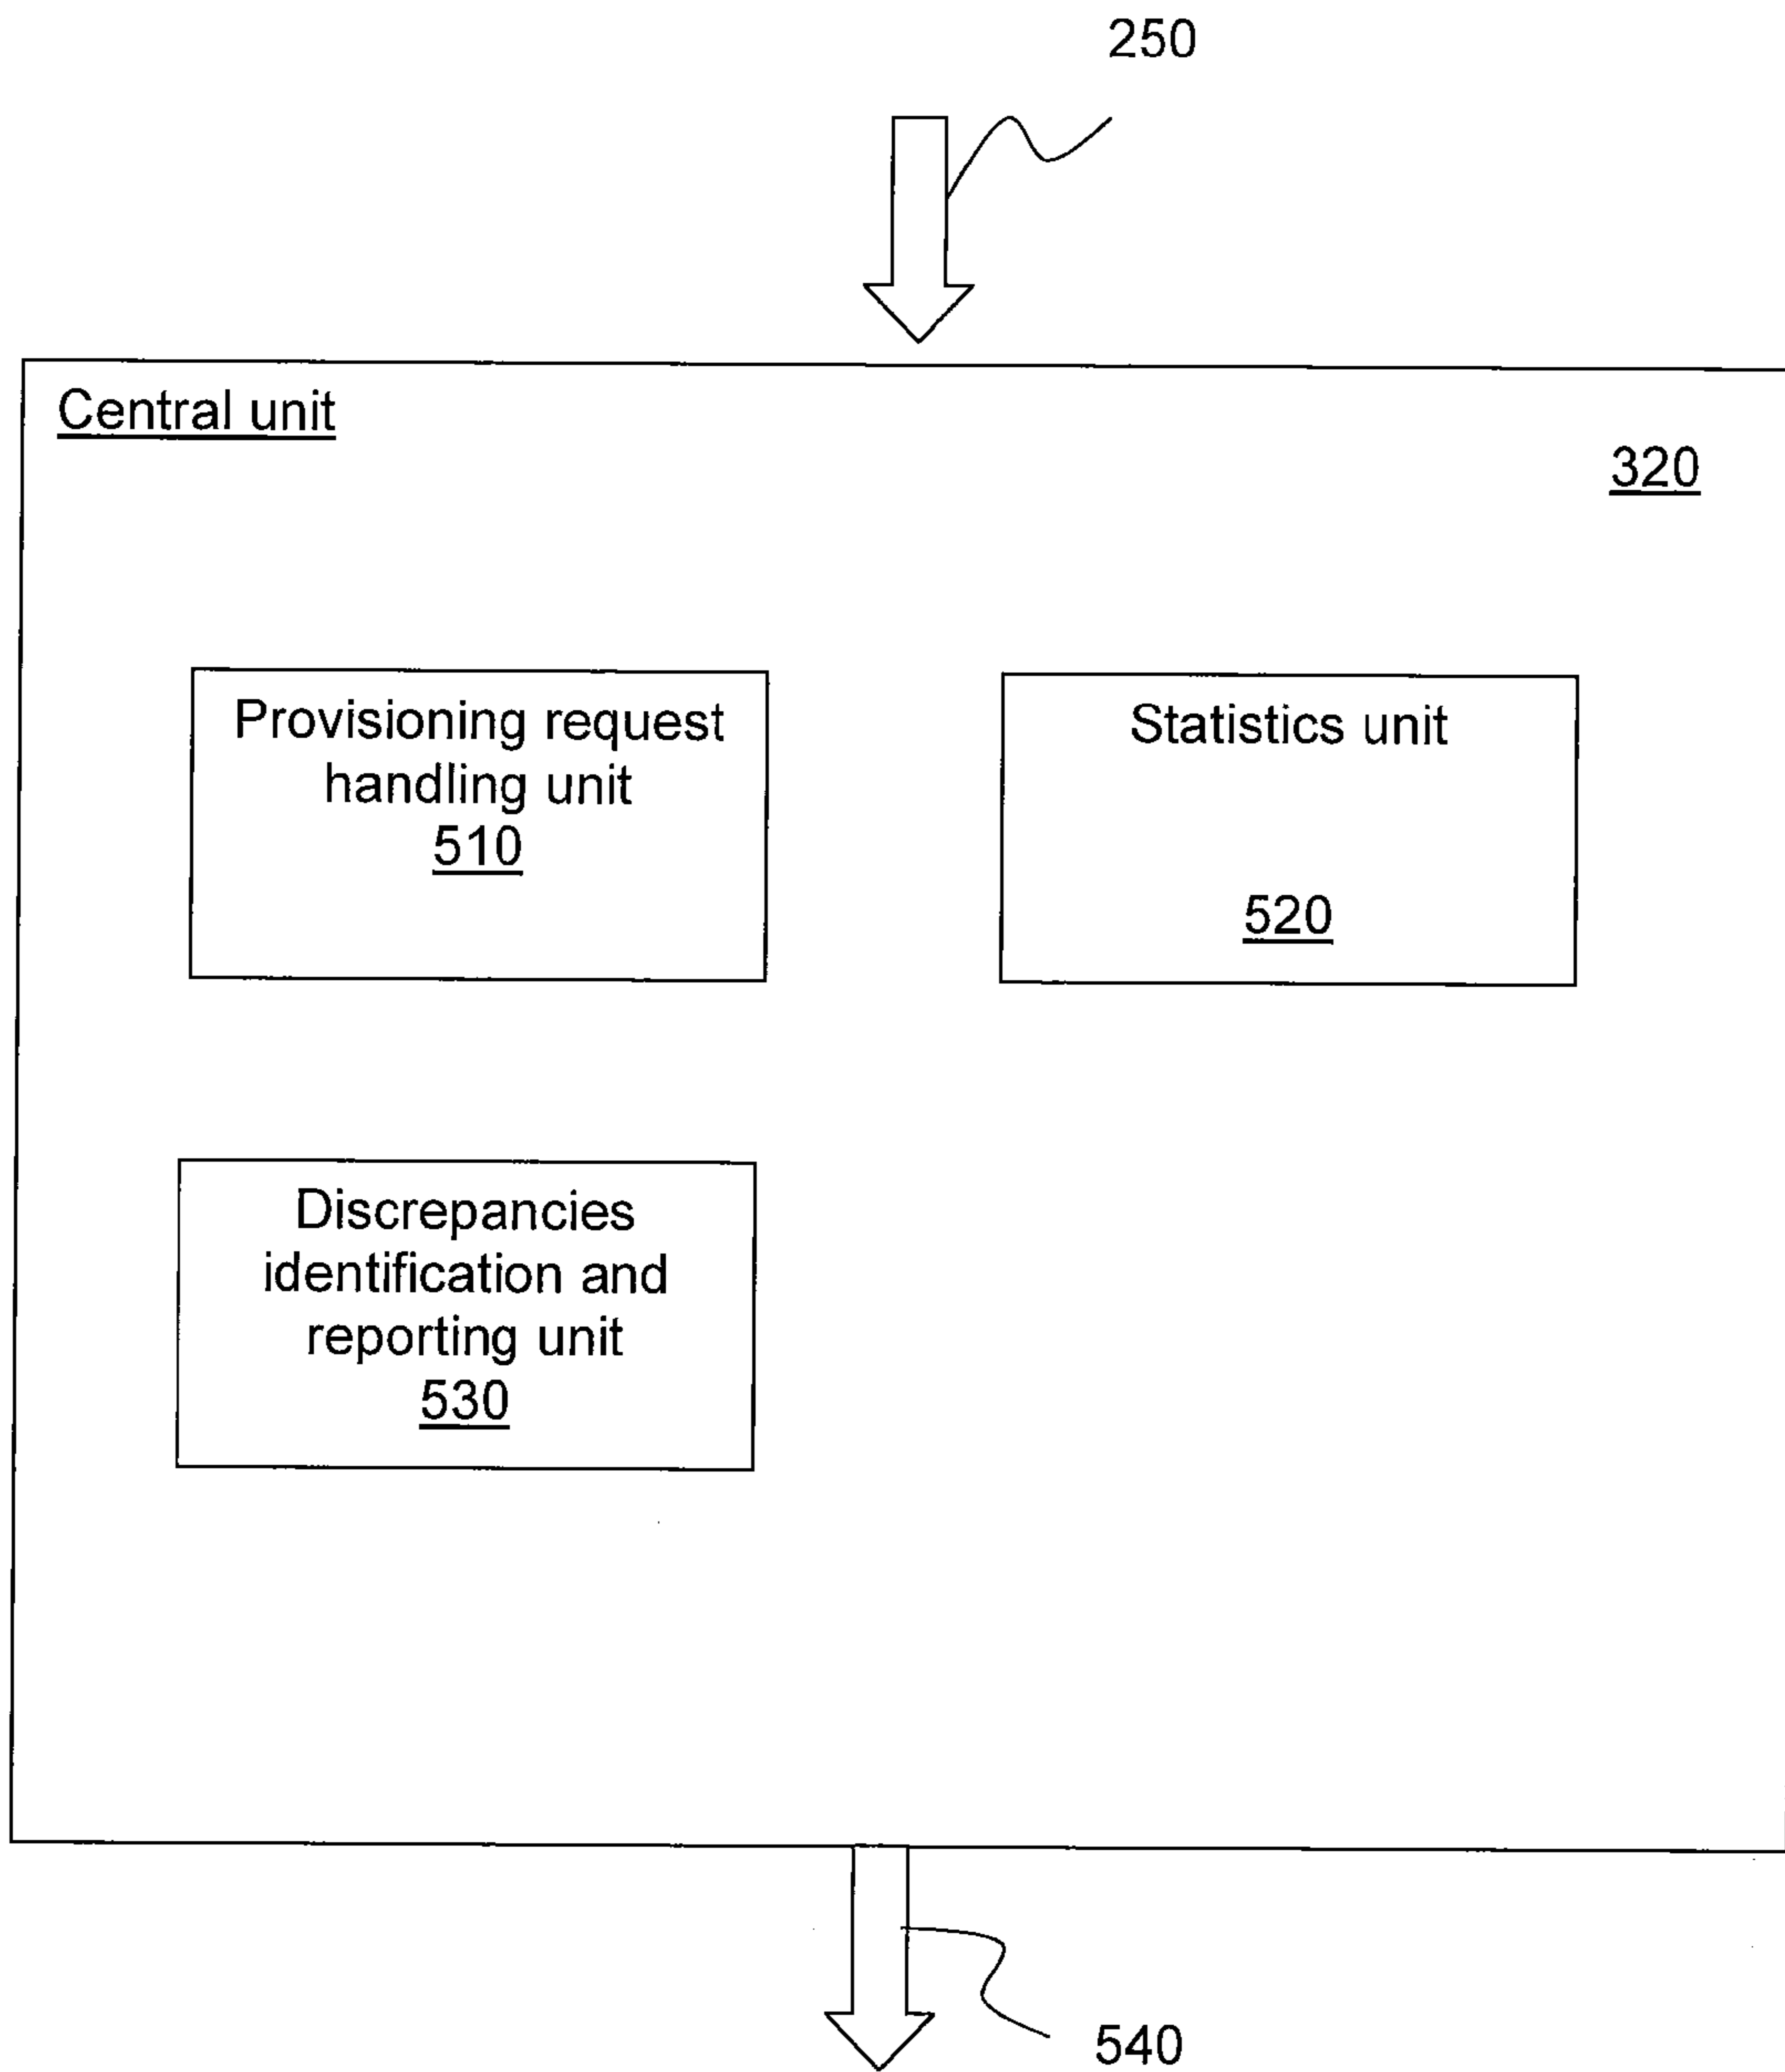 250
Central unit
320
Provisioning request
handling unit
510
Statistics unit
520
Discrepancies
identification and
reporting unit
530
540